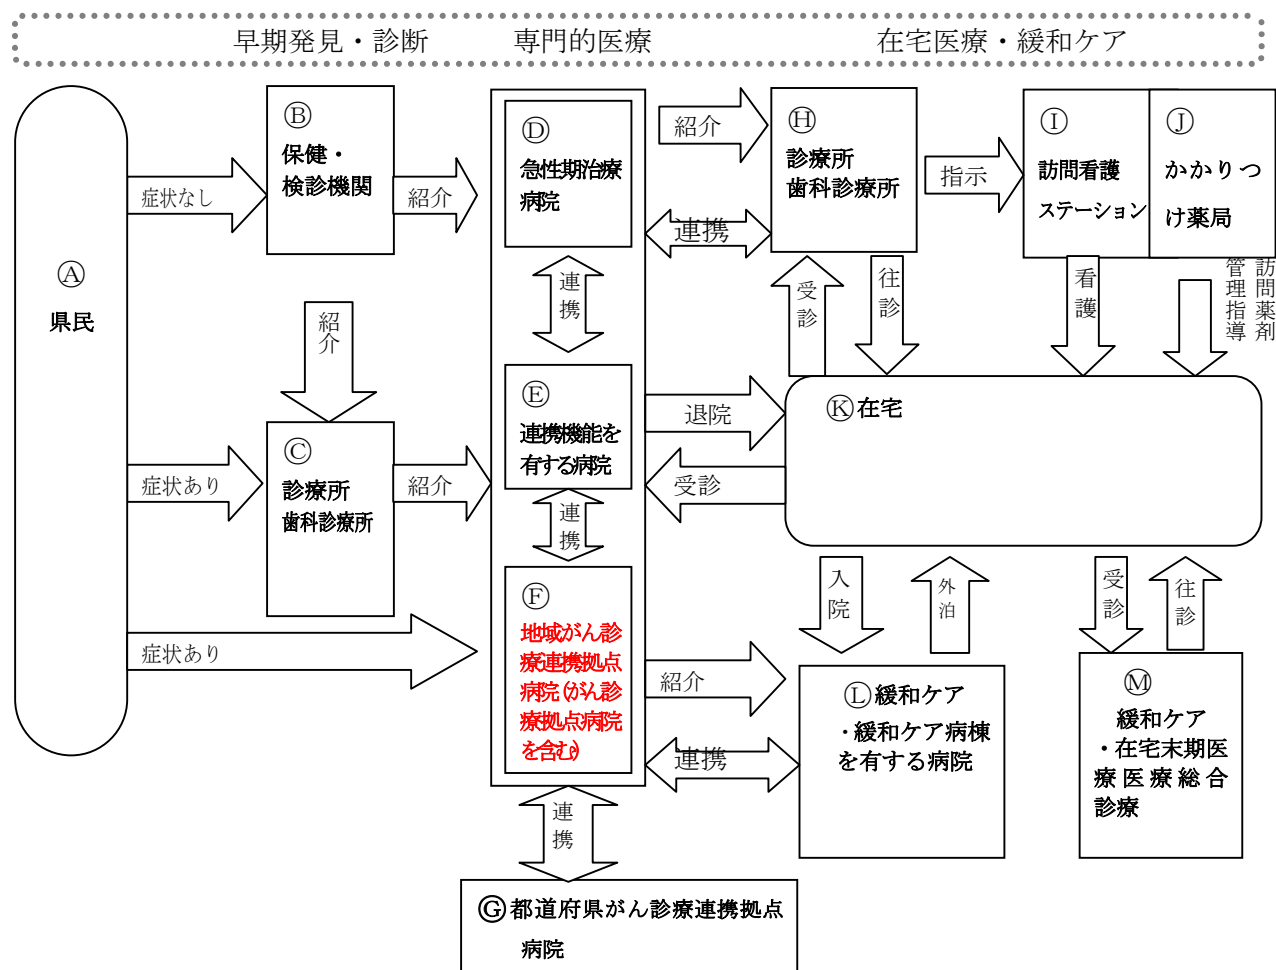 早期発見・診断
専門的医療
在宅医療・緩和ケア
Ⓐ
県民
症状なし
症状あり
症状あり
Ⓑ
保健・
検診機関
紹介
紹介
Ⓒ
診療所
歯科診療所
紹介
Ⓓ
急性期治療
病院
連携
Ⓔ
連携機能を
有する病院
連携
Ⓕ
地域がん診
療連携拠点
病院(がん診
療拠点病院
を含む)
連携
Ⓖ都道府県がん診療連携拠点
病院
紹介
連携
退院
受診
紹介
連携
Ⓗ
診療所
歯科診療所
指示
受診
往診
Ⓘ
訪問看護
ステーション
看護
Ⓙ
かかりつ
け薬局
訪問薬剤
管理指導
Ⓚ在宅
入院
外泊
受診
往診
Ⓛ緩和ケア
・緩和ケア病棟
を有する病院
Ⓜ
緩和ケア
・在宅末期医
療医療総合
診療